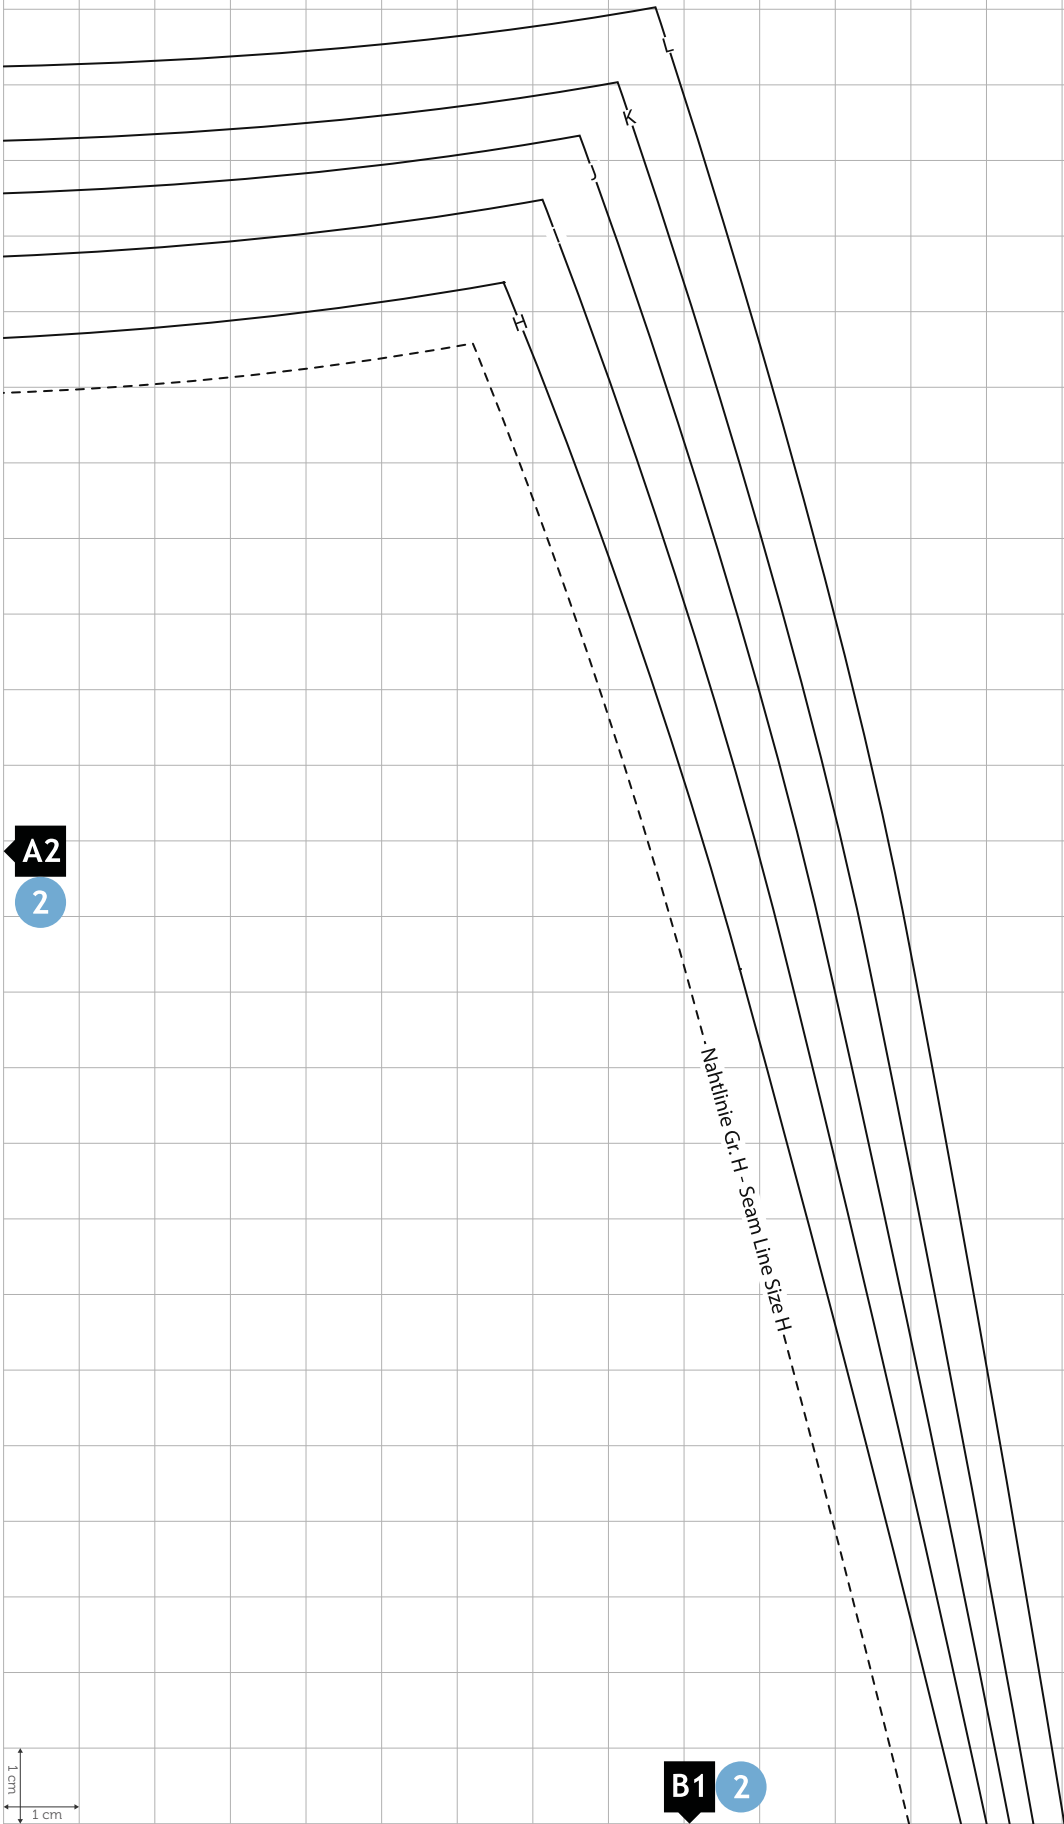 L
K
J
I
H
A2
2
- Nahtlinie Gr. H - Seam Line Size H
1 cm
1 cm
B1 2